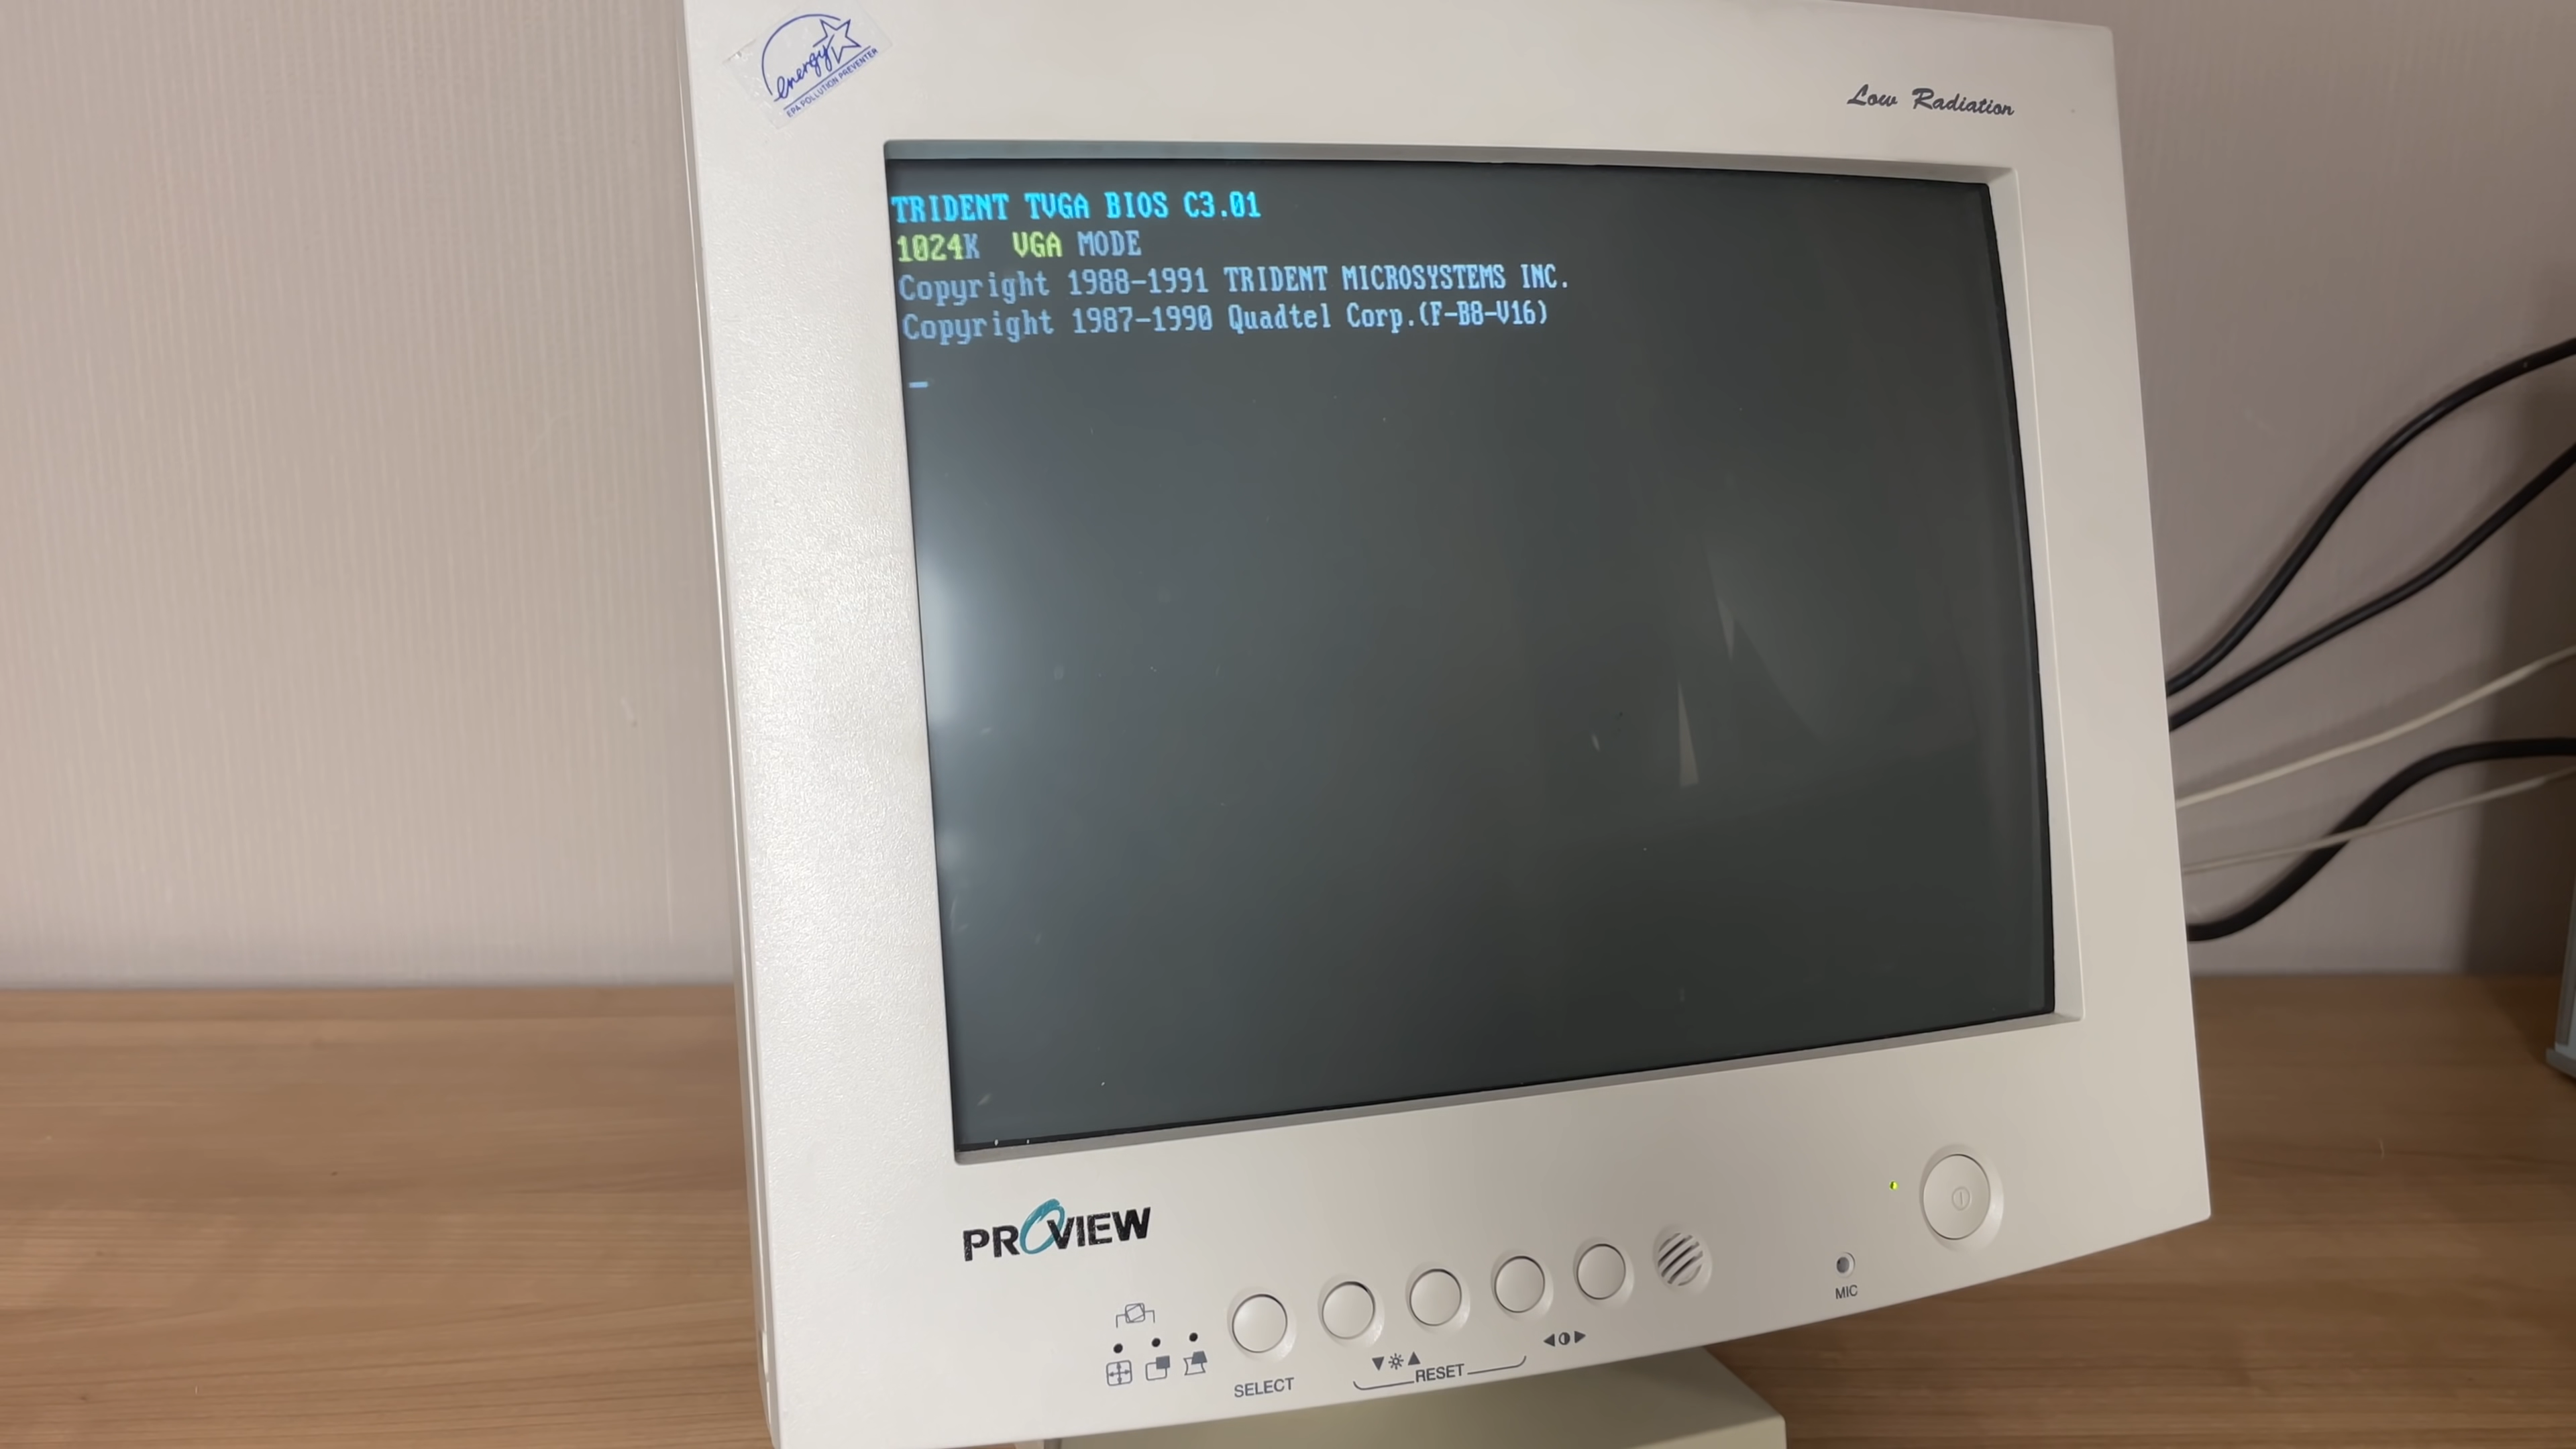 energy
EPA POLLUTION PREVENTER
Low Radiation
TRIDENT TVGA BIOS C3.01
1024K  VGA MODE
Copyright 1988-1991 TRIDENT MICROSYSTEMS INC.
Copyright 1987-1990 Quadtel Corp.(F-B8-V16)
_
PROVIEW
MIC
SELECT
RESET